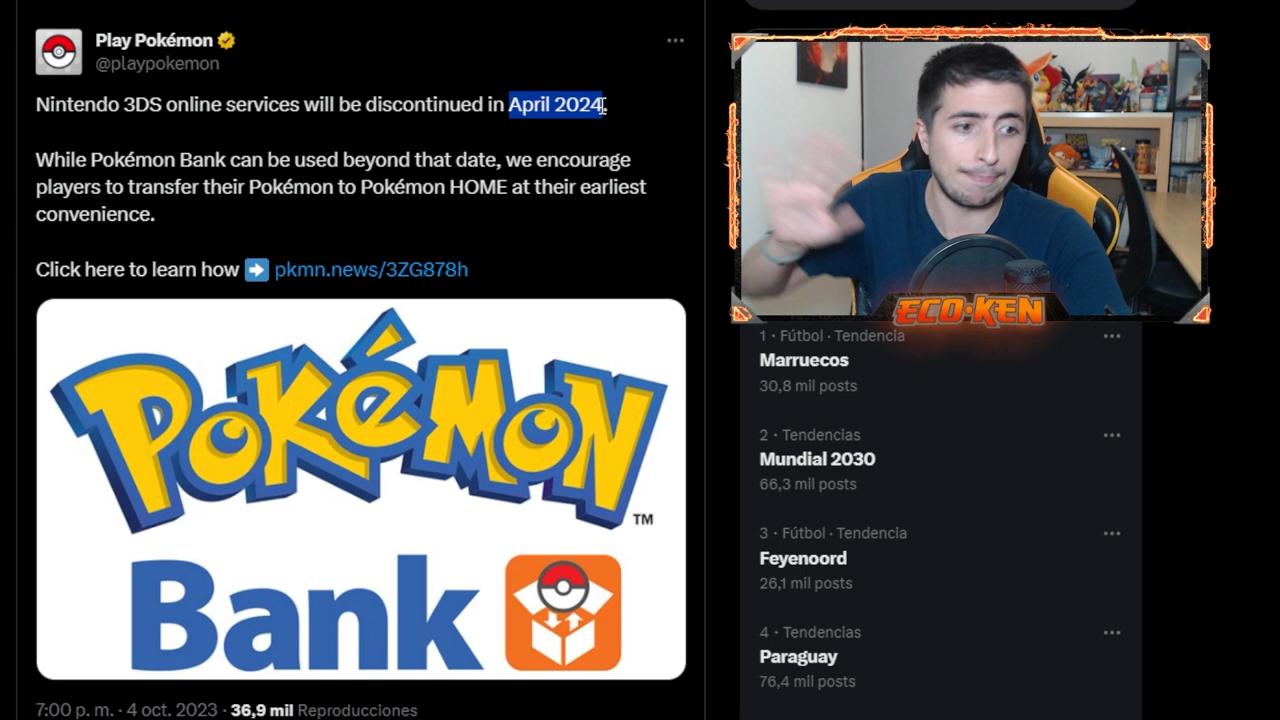 Play Pokémon
@playpokemon
Nintendo 3DS online services will be discontinued in April 2024.
While Pokémon Bank can be used beyond that date, we encourage
players to transfer their Pokémon to Pokémon HOME at their earliest
convenience.
Click here to learn how ➡ pkmn.news/3ZG878h
POKéMON
TM
Bank
7:00 p. m. · 4 oct. 2023 · 36,9 mil Reproducciones
ECO·KEN
1 · Fútbol · Tendencia
Marruecos
30,8 mil posts
2 · Tendencias
Mundial 2030
66,3 mil posts
3 · Fútbol · Tendencia
Feyenoord
26,1 mil posts
4 · Tendencias
Paraguay
76,4 mil posts